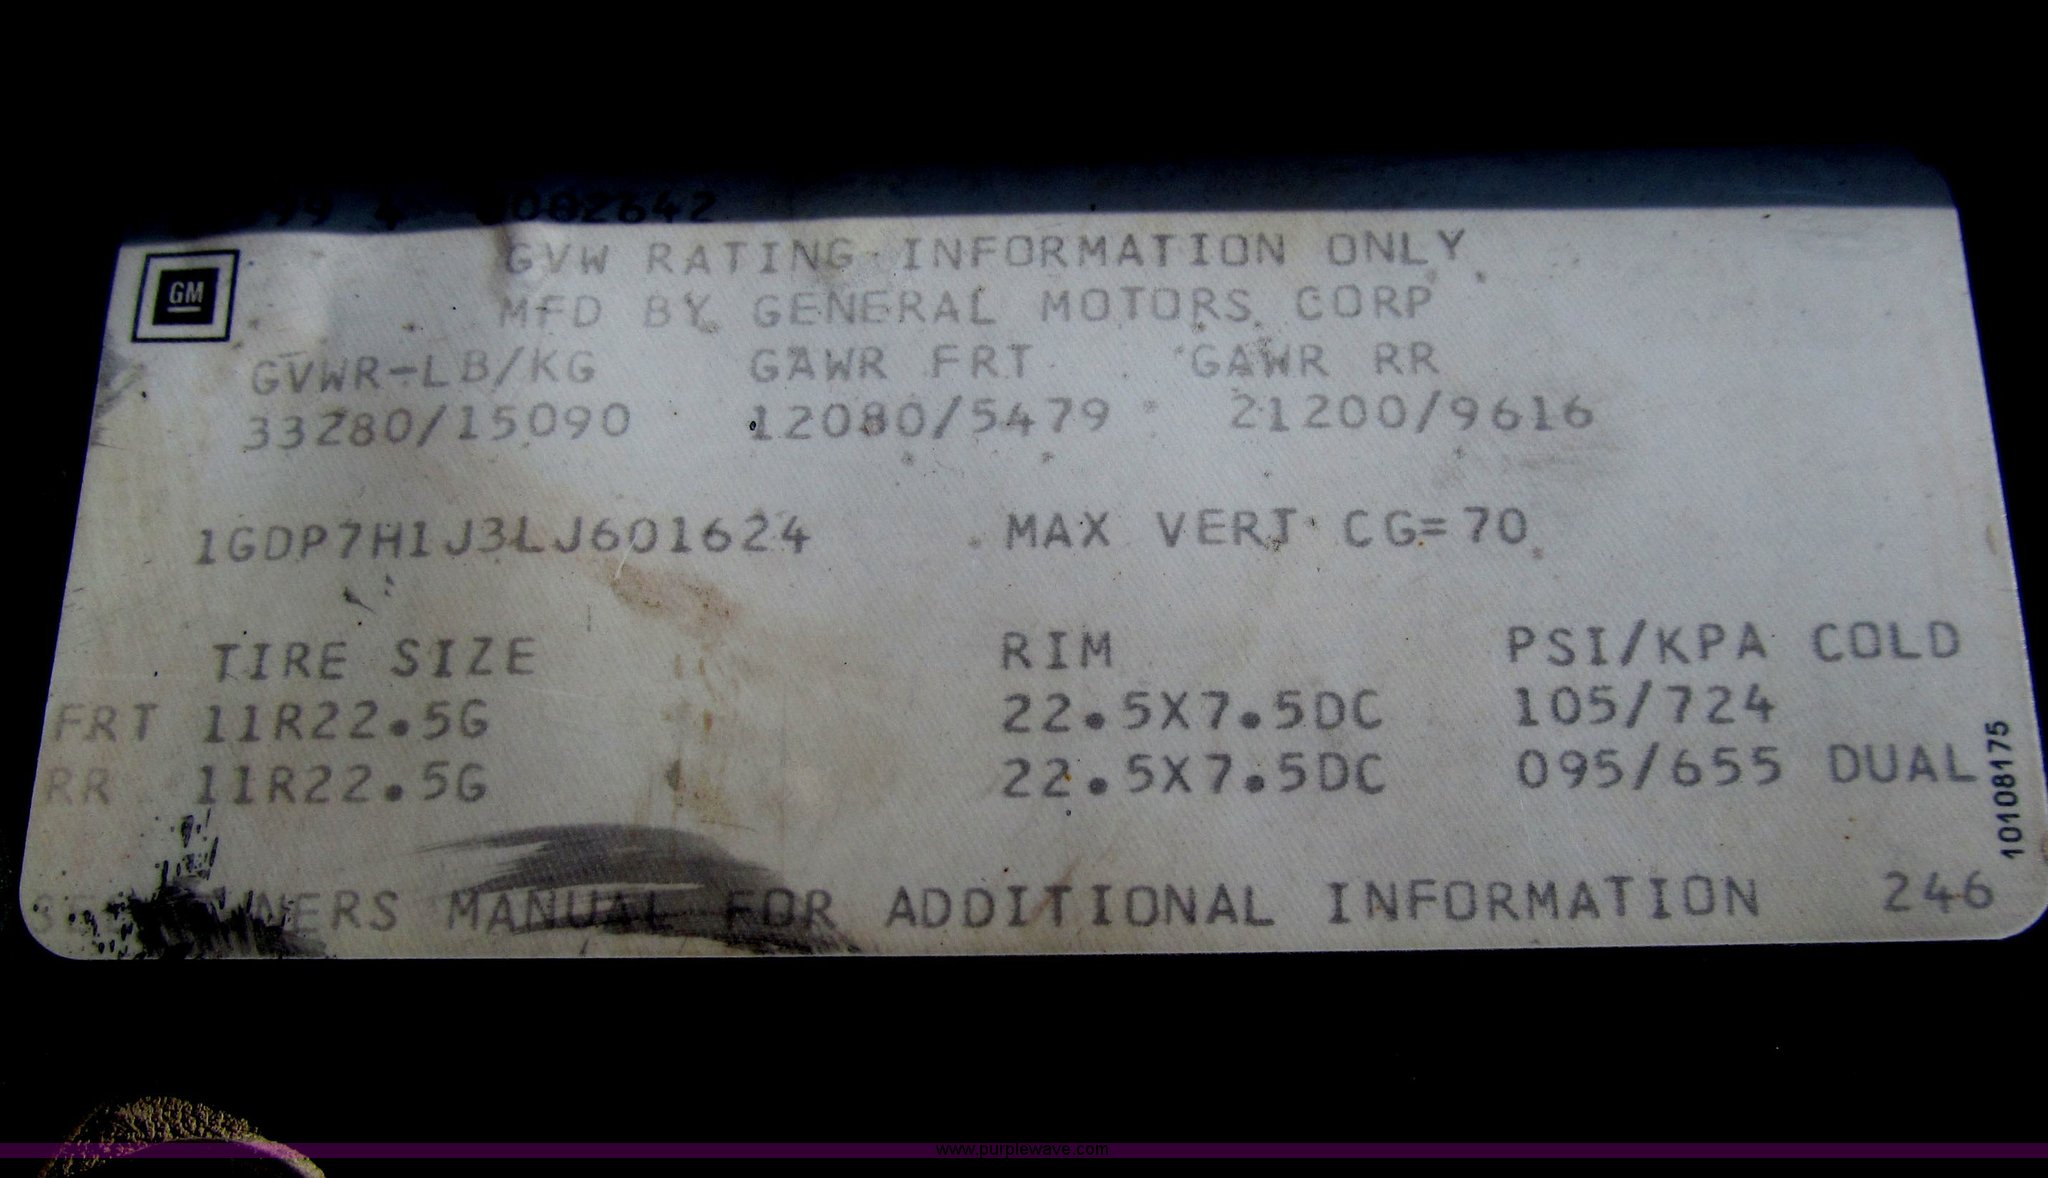 0082642
GM
GVW RATING INFORMATION ONLY
MFD BY GENERAL MOTORS CORP
GVWR-LB/KG GAWR FRT GAWR RR
33280/15090 12080/5479 21200/9616
1GDP7H1J3LJ601624 MAX VERT CG=70
TIRE SIZE RIM PSI/KPA COLD
FRT 11R22.5G 22.5X7.5DC 105/724
RR 11R22.5G 22.5X7.5DC 095/655 DUAL
10108175
MANUAL FOR ADDITIONAL INFORMATION 246
www.purplewave.com